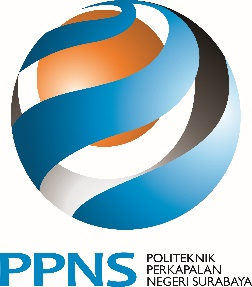 PPNS
POLITEKNIK
PERKAPALAN
NEGERI SURABAYA